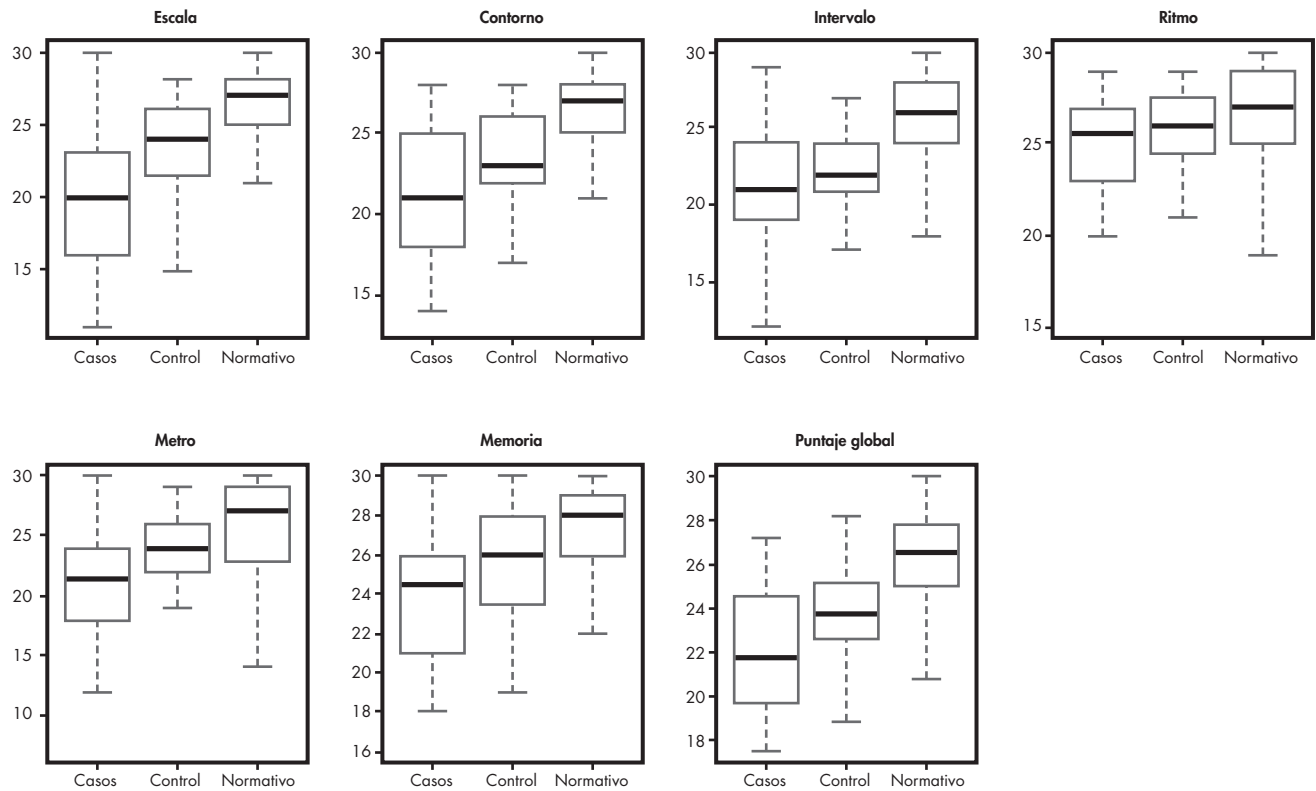 Escala
30
25
20
15
Casos Control Normativo
Contorno
30
25
20
15
Casos Control Normativo
Intervalo
30
25
20
15
Casos Control Normativo
Ritmo
30
25
20
15
Casos Control Normativo
Metro
30
25
20
15
10
Casos Control Normativo
Memoria
30
28
26
24
22
20
18
16
Casos Control Normativo
Puntaje global
30
28
26
24
22
20
18
Casos Control Normativo